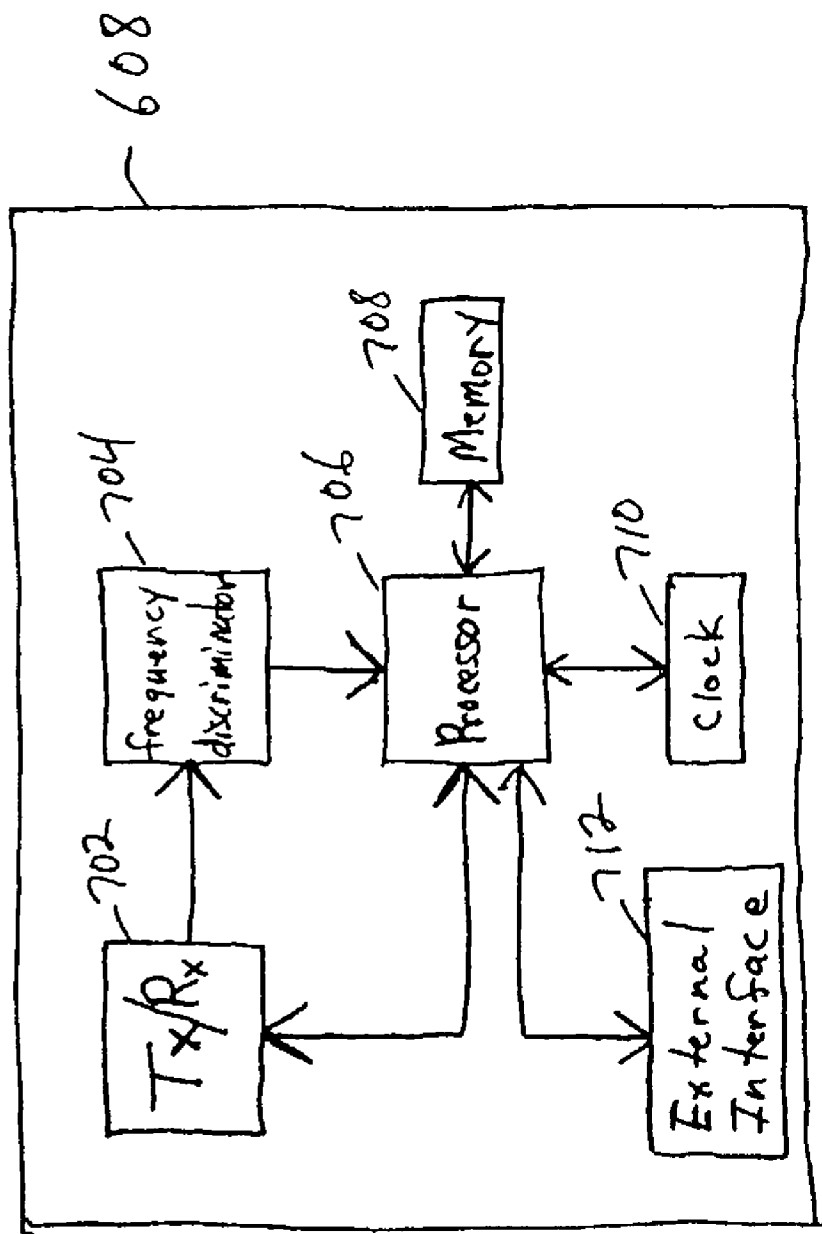 608
702
Tx/Rx
704
frequency
discriminator
706
Processor
708
Memory
712
External
Interface
710
Clock